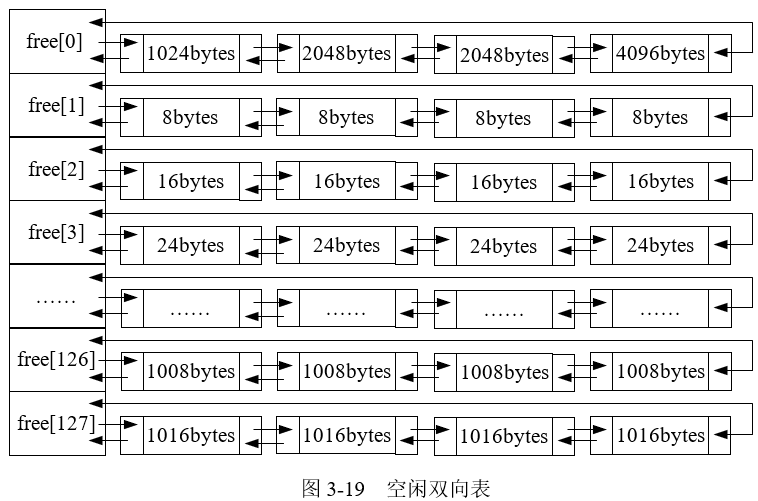 free[0] 1024bytes 2048bytes 2048bytes 4096bytes
free[1] 8bytes 8bytes 8bytes 8bytes
free[2] 16bytes 16bytes 16bytes 16bytes
free[3] 24bytes 24bytes 24bytes 24bytes
…… …… …… …… ……
free[126] 1008bytes 1008bytes 1008bytes 1008bytes
free[127] 1016bytes 1016bytes 1016bytes 1016bytes
图 3-19 空闲双向表